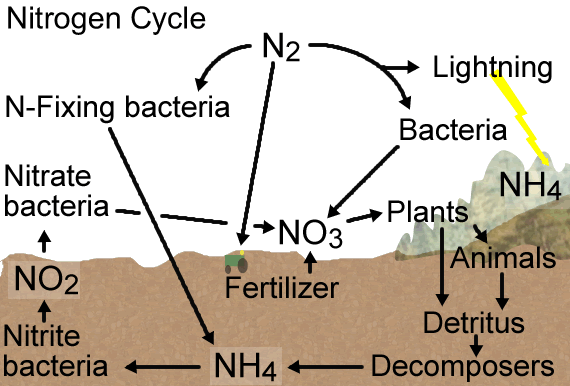 Nitrogen Cycle
N2
Lightning
N-Fixing bacteria
Bacteria
Nitrate
bacteria
NH4
Plants
NO3
Animals
NO2
Fertilizer
Detritus
Nitrite
bacteria
NH4
Decomposers